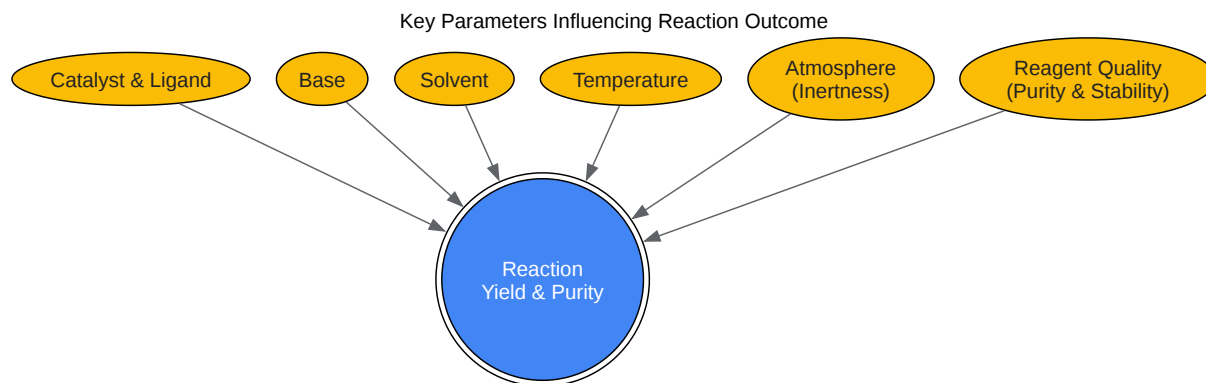 Key Parameters Influencing Reaction Outcome
Catalyst & Ligand
Base
Solvent
Temperature
Atmosphere
(Inertness)
Reagent Quality
(Purity & Stability)
Reaction
Yield & Purity